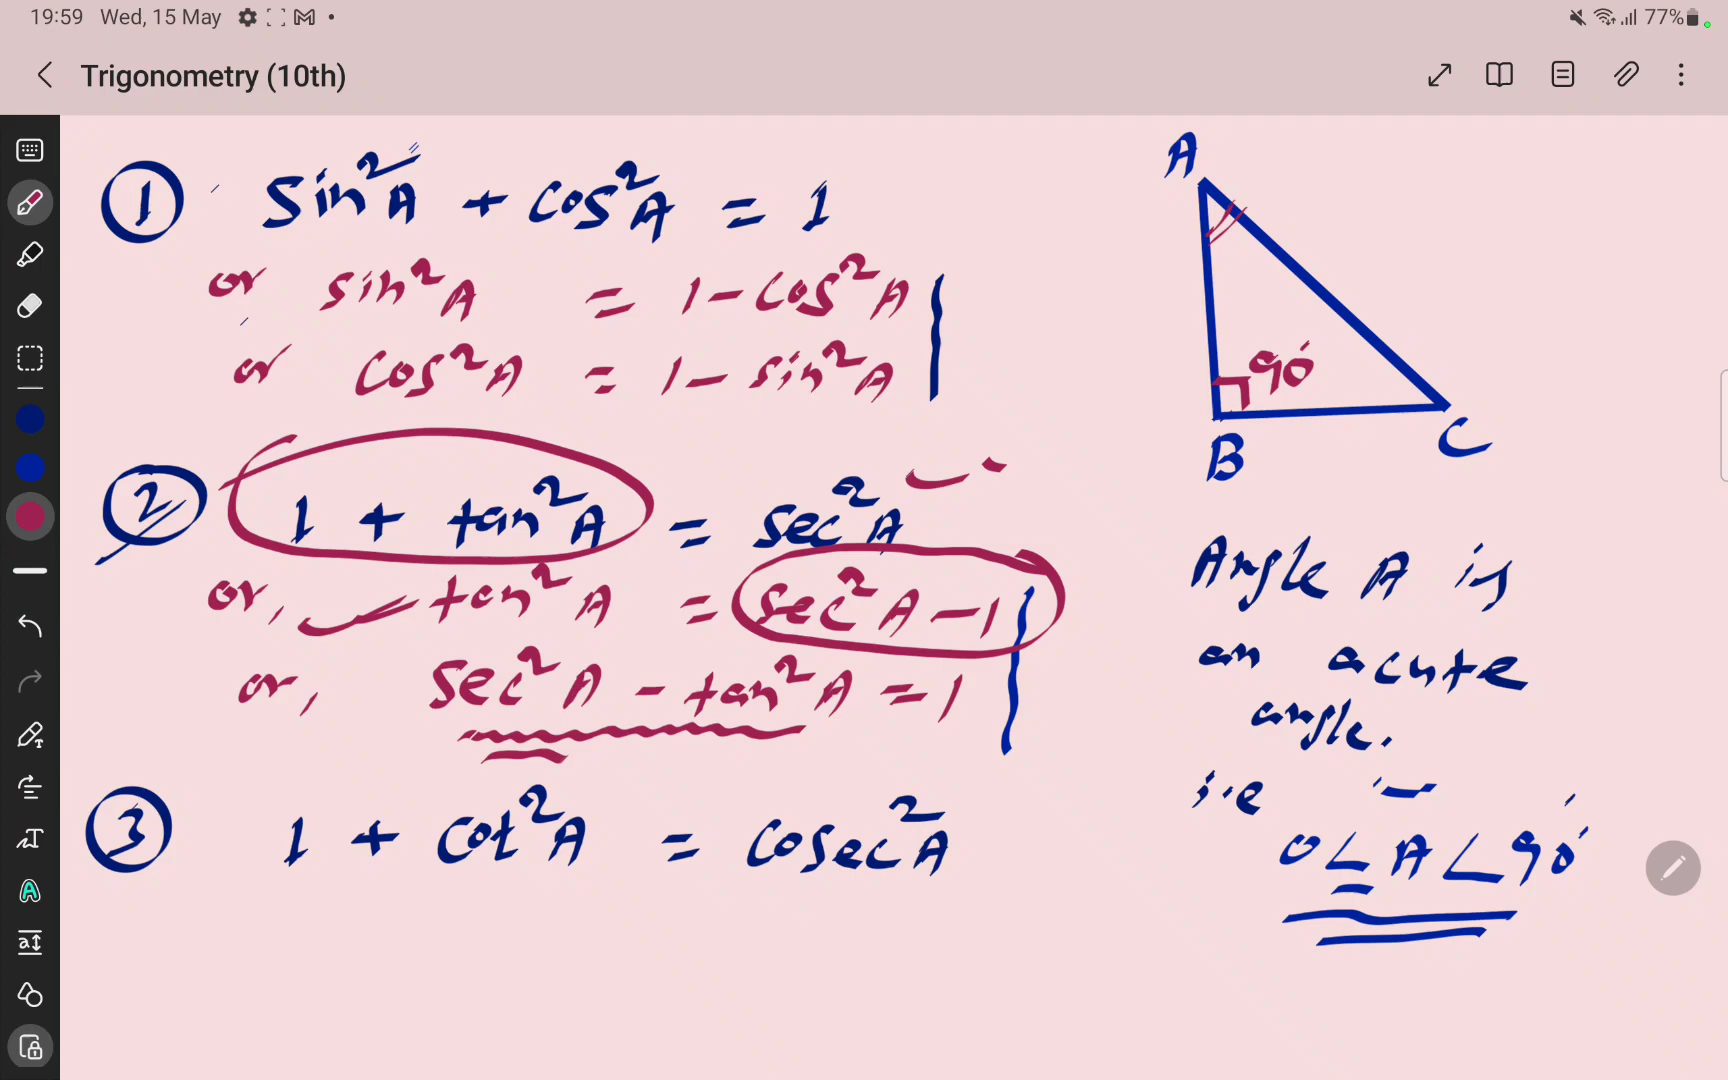 19:59 Wed, 15 May
77%
Trigonometry (10th)
① sin²A + cos²A = 1
or sin²A = 1 - cos²A
or cos²A = 1 - sin²A
② 1 + tan²A = sec²A
or, tan²A = sec²A - 1
or, sec²A - tan²A = 1
③ 1 + cot²A = cosec²A
A
90°
B
C
Angle A is
an acute
angle.
i.e
0 ≤ A < 90°